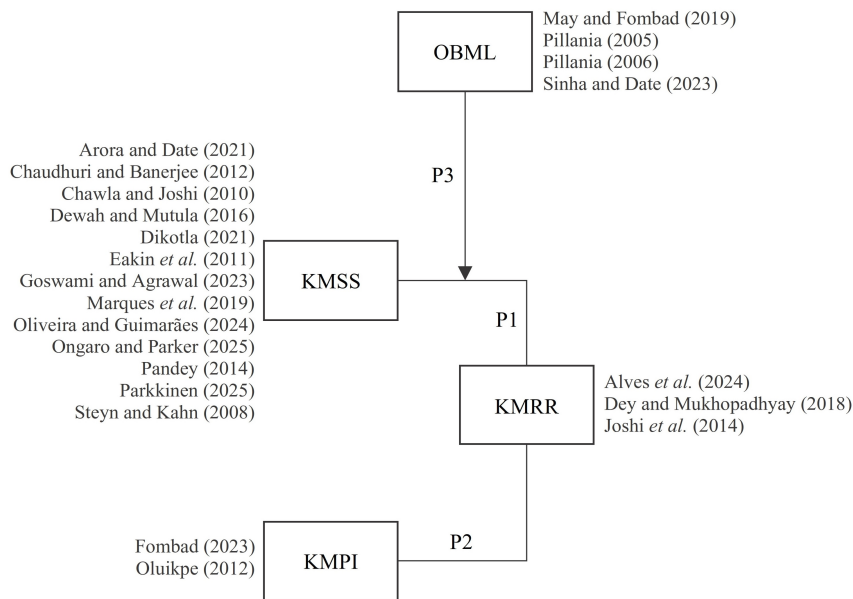 OBML
May and Fombad (2019)
Pillania (2005)
Pillania (2006)
Sinha and Date (2023)
P3
Arora and Date (2021)
Chaudhuri and Banerjee (2012)
Chawla and Joshi (2010)
Dewah and Mutula (2016)
Dikotla (2021)
Eakin et al. (2011)
Goswami and Agrawal (2023)
Marques et al. (2019)
Oliveira and Guimarães (2024)
Ongaro and Parker (2025)
Pandey (2014)
Parkkinen (2025)
Steyn and Kahn (2008)
KMSS
P1
KMRR
Alves et al. (2024)
Dey and Mukhopadhyay (2018)
Joshi et al. (2014)
Fombad (2023)
Oluikpe (2012)
KMPI
P2